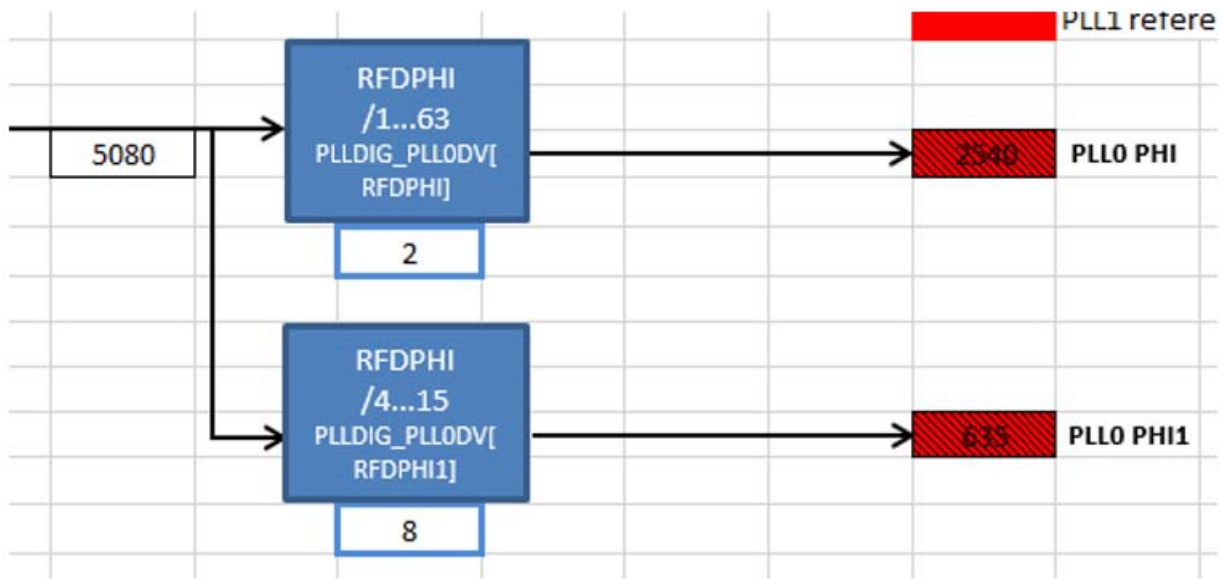 PLL1 refere
RFDPHI
/1...63
PLLDIG_PLL0DV[
RFDPHI]
5080
2540
PLL0 PHI
2
RFDPHI
/4...15
PLLDIG_PLL0DV[
RFDPHI1]
635
PLL0 PHI1
8